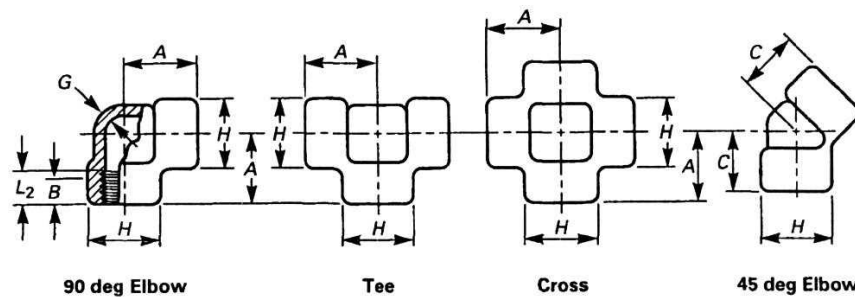 A A A C
G
H H H
A A C
L2 B
H H H H
90 deg Elbow Tee Cross 45 deg Elbow